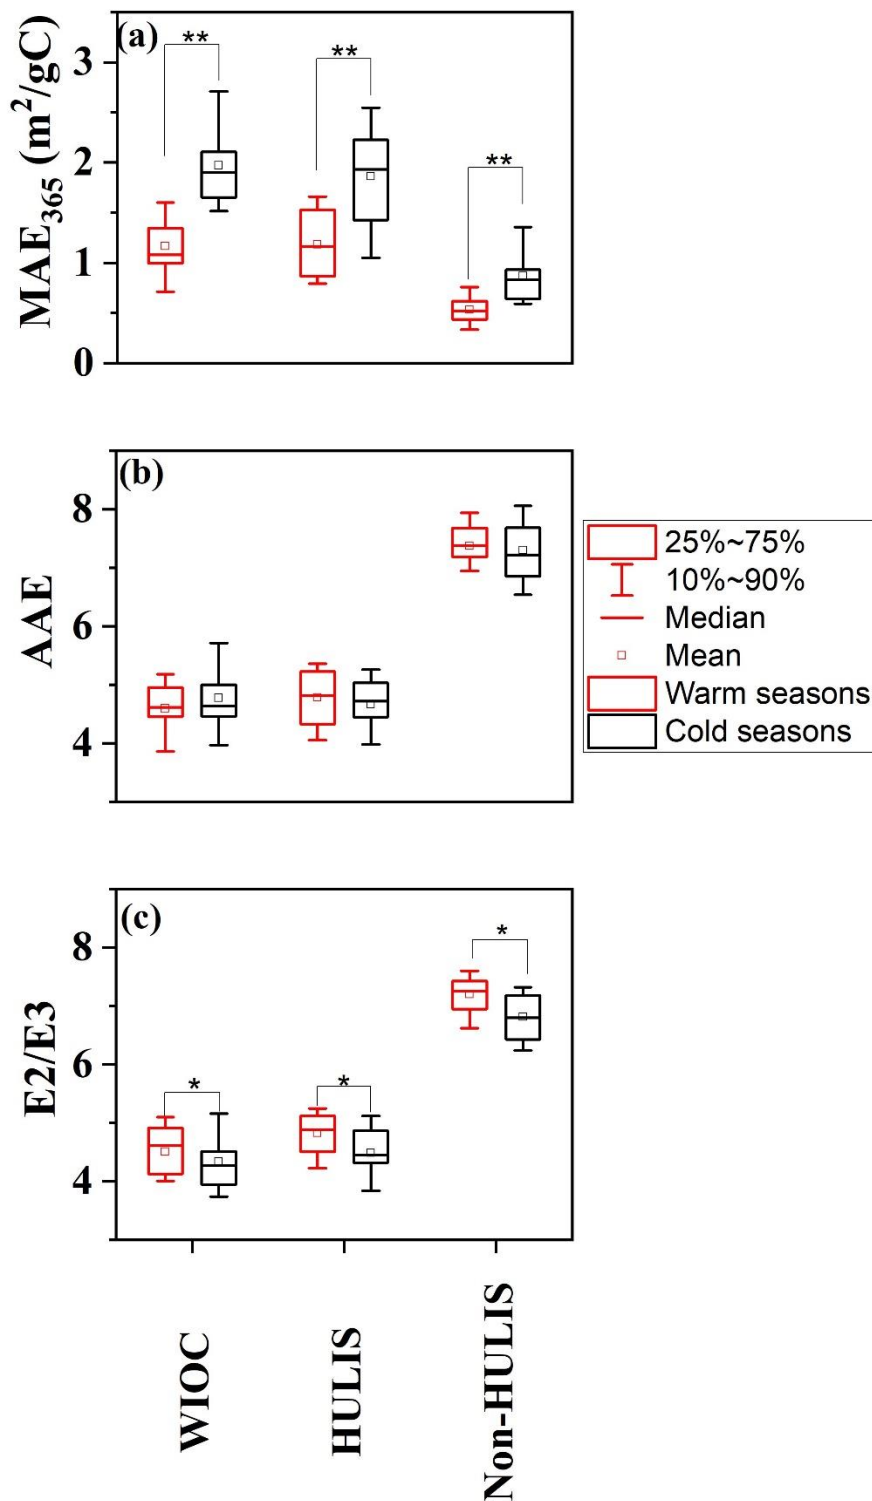 (a)
**
**
**
MAE₃₆₅ (m²/gC)
3
2
1
0
(b)
AAE
8
6
4
25%~75%
10%~90%
Median
Mean
Warm seasons
Cold seasons
(c)
*
*
*
E2/E3
8
6
4
WIOC
HULIS
Non-HULIS